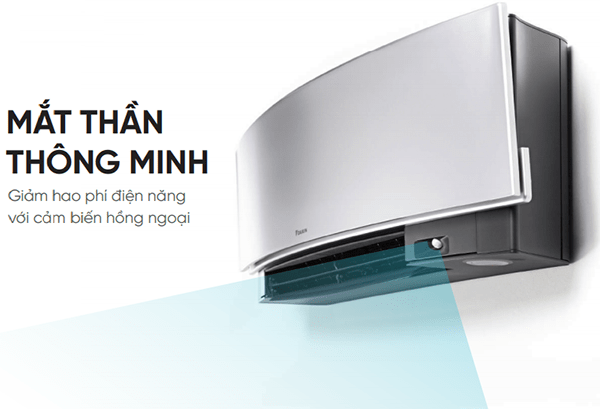 MẮT THẦN
THÔNG MINH
Giảm hao phí điện năng
với cảm biến hồng ngoại